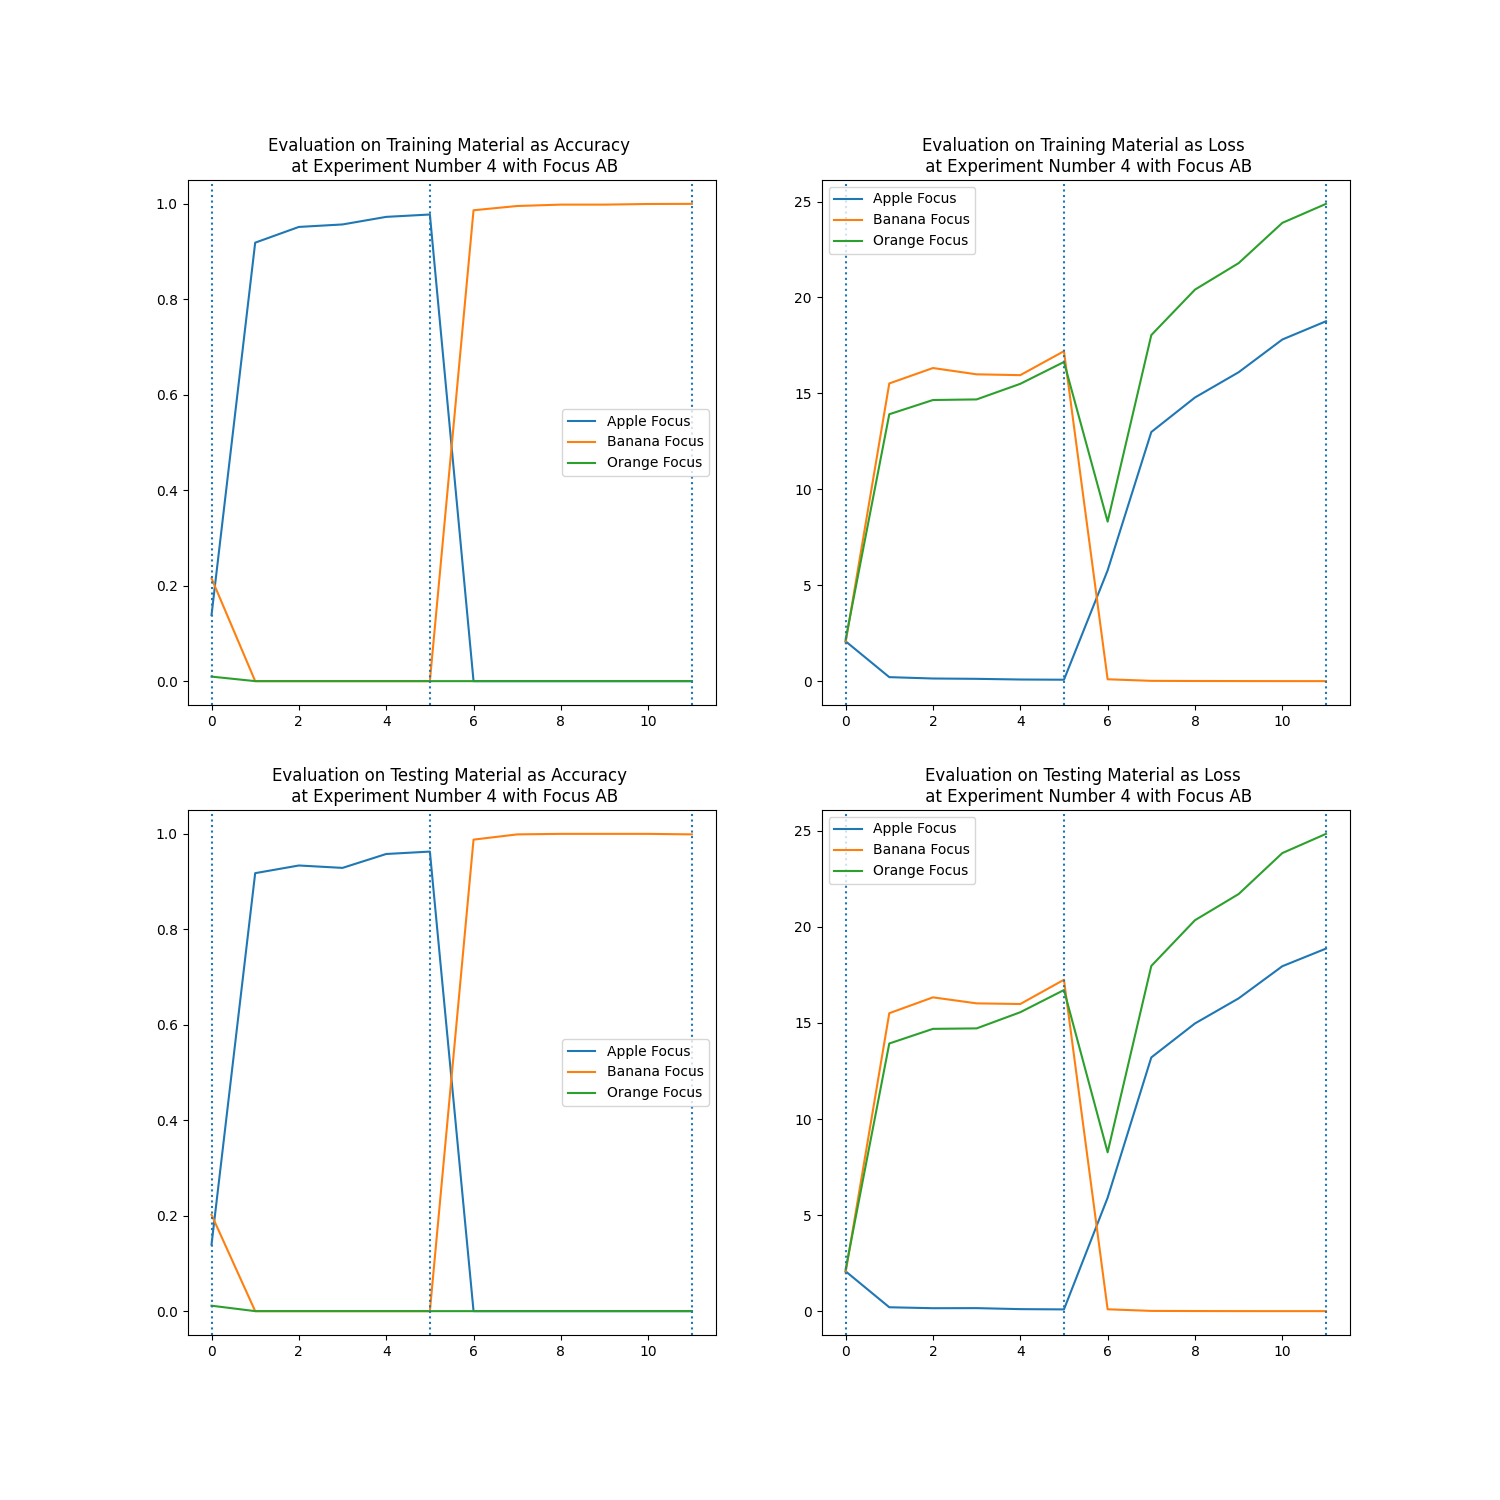 Evaluation on Training Material as Accuracy
at Experiment Number 4 with Focus AB
1.0
0.8
0.6
0.4
0.2
0.0
0 2 4 6 8 10
Apple Focus
Banana Focus
Orange Focus
Evaluation on Training Material as Loss
at Experiment Number 4 with Focus AB
Apple Focus
Banana Focus
Orange Focus
25
20
15
10
5
0
0 2 4 6 8 10
Evaluation on Testing Material as Accuracy
at Experiment Number 4 with Focus AB
1.0
0.8
0.6
0.4
0.2
0.0
0 2 4 6 8 10
Apple Focus
Banana Focus
Orange Focus
Evaluation on Testing Material as Loss
at Experiment Number 4 with Focus AB
Apple Focus
Banana Focus
Orange Focus
25
20
15
10
5
0
0 2 4 6 8 10